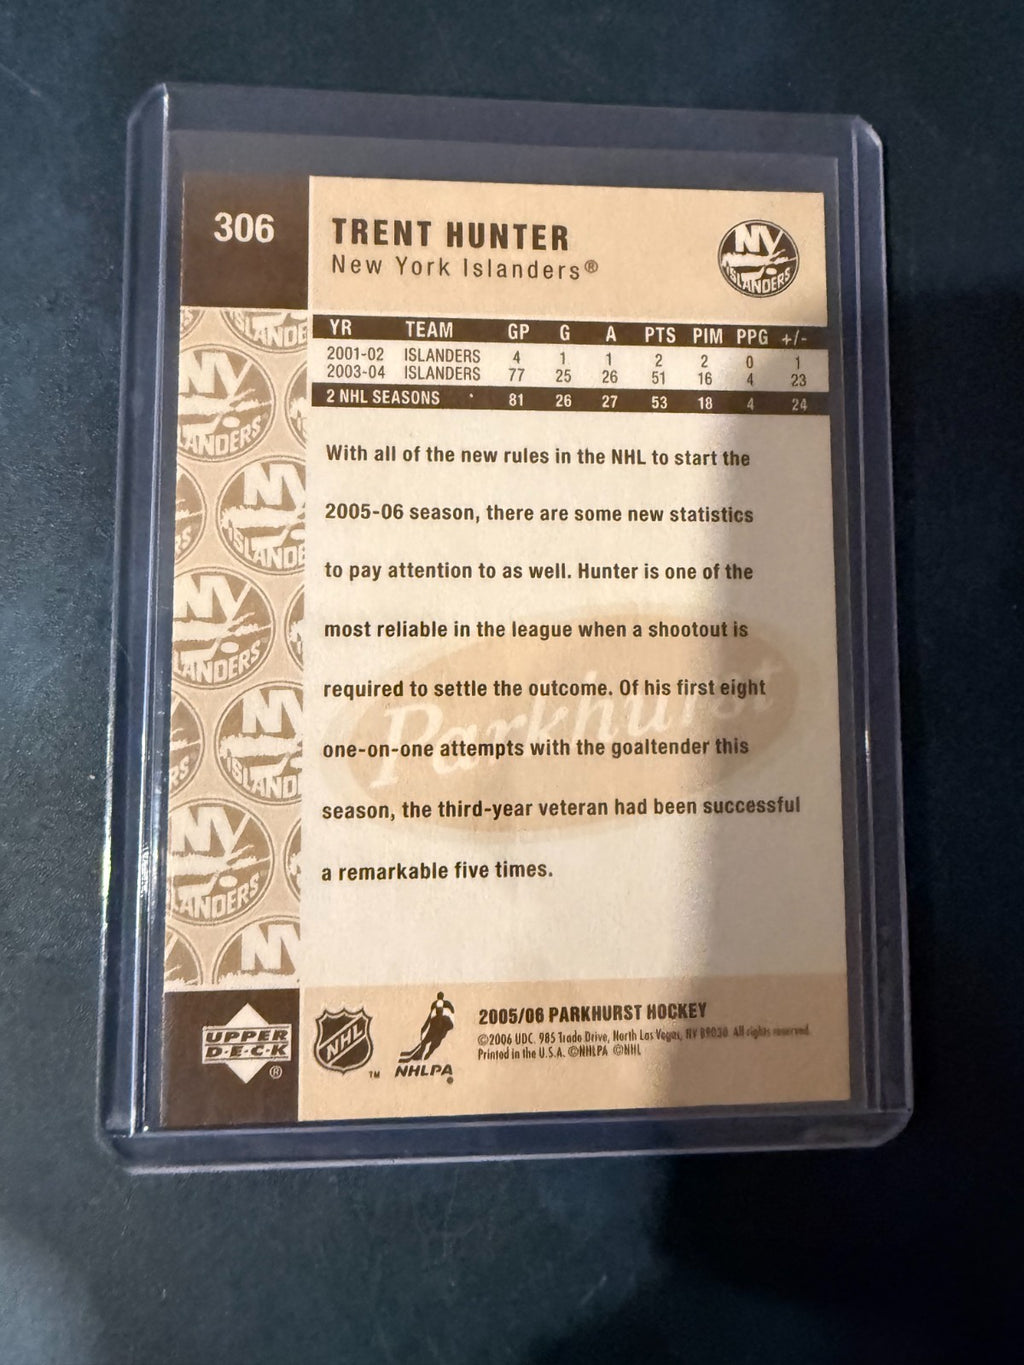 306
TRENT HUNTER
New York Islanders®
NY
ISLANDERS
YR TEAM GP G A PTS PIM PPG +/-
2001-02 ISLANDERS 4 1 1 2 2 0 1
2003-04 ISLANDERS 77 25 26 51 16 4 23
2 NHL SEASONS 81 26 27 53 18 4 24
With all of the new rules in the NHL to start the
2005-06 season, there are some new statistics
to pay attention to as well. Hunter is one of the
most reliable in the league when a shootout is
required to settle the outcome. Of his first eight
one-on-one attempts with the goaltender this
season, the third-year veteran had been successful
a remarkable five times.
Parkhurst
UPPER
D·E·C·K
®
NHL
TM
NHLPA
®
2005/06 PARKHURST HOCKEY
©2006 UDC. 985 Trade Drive, North Las Vegas, NV 89030 All rights reserved.
Printed in the U.S.A. ©NHLPA ©NHL